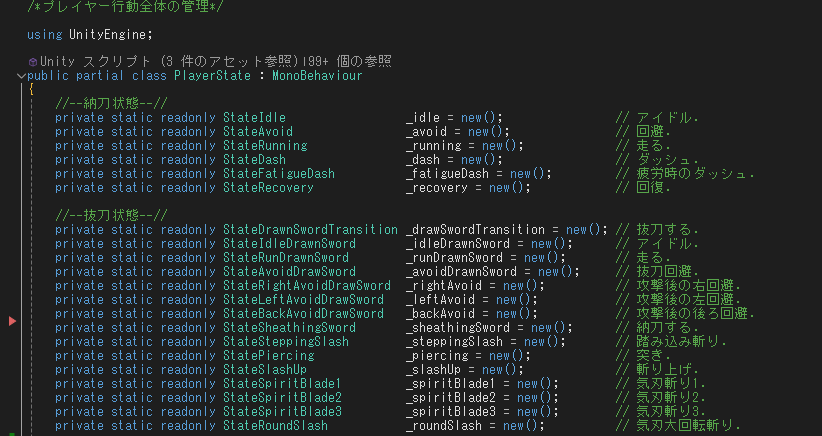 /*プレイヤー行動全体の管理*/
using UnityEngine;
Unity スクリプト (3 件のアセット参照)|99+ 個の参照
public partial class PlayerState : MonoBehaviour
{
//--納刀状態--//
private static readonly StateIdle _idle = new(); // アイドル.
private static readonly StateAvoid _avoid = new(); // 回避.
private static readonly StateRunning _running = new(); // 走る.
private static readonly StateDash _dash = new(); // ダッシュ.
private static readonly StateFatigueDash _fatigueDash = new(); // 疲労時のダッシュ.
private static readonly StateRecovery _recovery = new(); // 回復.
//--抜刀状態--//
private static readonly StateDrawnSwordTransition _drawSwordTransition = new(); // 抜刀する.
private static readonly StateIdleDrawnSword _idleDrawnSword = new(); // アイドル.
private static readonly StateRunDrawnSword _runDrawnSword = new(); // 走る.
private static readonly StateAvoidDrawSword _avoidDrawnSword = new(); // 抜刀回避.
private static readonly StateRightAvoidDrawSword _rightAvoid = new(); // 攻撃後の右回避.
private static readonly StateLeftAvoidDrawSword _leftAvoid = new(); // 攻撃後の左回避.
private static readonly StateBackAvoidDrawSword _backAvoid = new(); // 攻撃後の後ろ回避.
private static readonly StateSheathingSword _sheathingSword = new(); // 納刀する.
private static readonly StateSteppingSlash _steppingSlash = new(); // 踏み込み斬り.
private static readonly StatePiercing _piercing = new(); // 突き.
private static readonly StateSlashUp _slashUp = new(); // 斬り上げ.
private static readonly StateSpiritBlade1 _spiritBlade1 = new(); // 気刃斬り1.
private static readonly StateSpiritBlade2 _spiritBlade2 = new(); // 気刃斬り2.
private static readonly StateSpiritBlade3 _spiritBlade3 = new(); // 気刃斬り3.
private static readonly StateRoundSlash _roundSlash = new(); // 気刃大回転斬り.